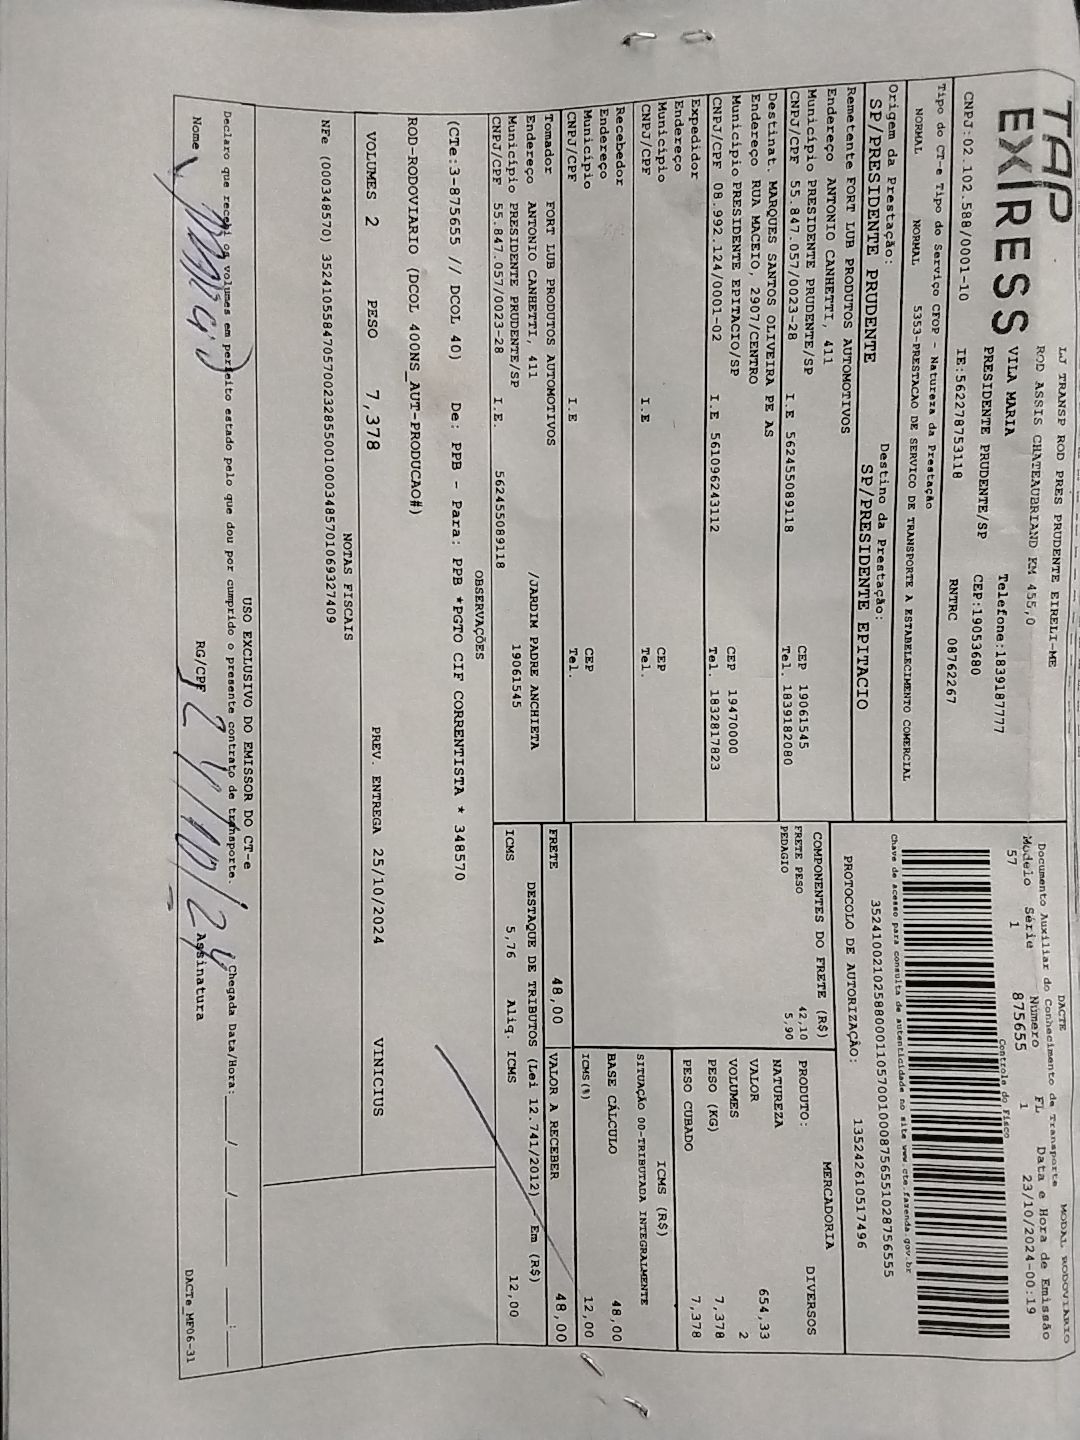 TAP
EXPRESS
LJ TRANSP ROD PRES PRUDENTE EIRELI-ME
ROD ASSIS CHATEAUBRIAND KM 455,0
VILA MARIA Telefone:1839187777
PRESIDENTE PRUDENTE/SP CEP:19053680
CNPJ:02.102.588/0001-10 IE:562278753118 RNTRC 08762267
DACTE MODAL RODOVIARIO
Documento Auxiliar do Conhecimento de Transporte
Modelo Série Número FL Data e Hora de Emissão
57 1 875655 1 23/10/2024-00:19
Controle do Fisco
Chave de acesso para consulta de autenticidade no site www.cte.fazenda.gov.br
35241002102588000110570010008756551028756555
PROTOCOLO DE AUTORIZAÇÃO: 135242610517496
Tipo do CT-e Tipo do Serviço CFOP - Natureza da Prestação
NORMAL NORMAL 5353-PRESTACAO DE SERVICO DE TRANSPORTE A ESTABELECIMENTO COMERCIAL
Origem da Prestação: Destino da Prestação:
SP/PRESIDENTE PRUDENTE SP/PRESIDENTE EPITACIO
Remetente FORT LUB PRODUTOS AUTOMOTIVOS
Endereço ANTONIO CANHETTI, 411
Município PRESIDENTE PRUDENTE/SP CEP 19061545
CNPJ/CPF 55.847.057/0023-28 I.E 562455089118 Tel. 1839182080
Destinat. MARQUES SANTOS OLIVEIRA PE AS
Endereço RUA MACEIO, 2907/CENTRO
Município PRESIDENTE EPITACIO/SP CEP 19470000
CNPJ/CPF 08.992.124/0001-02 I.E 561096243112 Tel. 1832817823
Expedidor
Endereço
Município CEP
CNPJ/CPF I.E Tel.
Recebedor
Endereço
Município CEP
CNPJ/CPF I.E Tel.
Tomador FORT LUB PRODUTOS AUTOMOTIVOS
Endereço ANTONIO CANHETTI, 411 /JARDIM PADRE ANCHIETA
Município PRESIDENTE PRUDENTE/SP 19061545
CNPJ/CPF 55.847.057/0023-28 I.E. 562455089118
COMPONENTES DO FRETE (R$)
FRETE PESO 42,10
PEDAGIO 5,90
MERCADORIA
PRODUTO: DIVERSOS
NATUREZA
VALOR 654,33
VOLUMES 2
PESO (KG) 7,378
PESO CUBADO 7,378
ICMS (R$)
SITUAÇÃO 00-TRIBUTADA INTEGRALMENTE
BASE CÁLCULO 48,00
ICMS(%) 12,00
FRETE 48,00 VALOR A RECEBER 48,00
DESTAQUE DE TRIBUTOS (Lei 12.741/2012) - Em (R$)
ICMS 5,76 Aliq. ICMS 12,00
OBSERVAÇÕES
(CTe:3-875655 // DCOL 40) De: PPB - Para: PPB *PGTO CIF CORRENTISTA * 348570
ROD-RODOVIARIO (DCOL 400NS_AUT-PRODUCAO#)
VOLUMES 2 PESO 7,378 PREV. ENTREGA 25/10/2024 VINICIUS
NOTAS FISCAIS
NFe (000348570) 35241055847057002328550010003485701069327409
USO EXCLUSIVO DO EMISSOR DO CT-e
Declaro que recebi os volumes em perfeito estado pelo que dou por cumprido o presente contrato de transporte. Chegada Data/Hora: ____/____/____ ____:____
Nome RG/CPF 24/10/24 Assinatura
DACTe_MF06-31